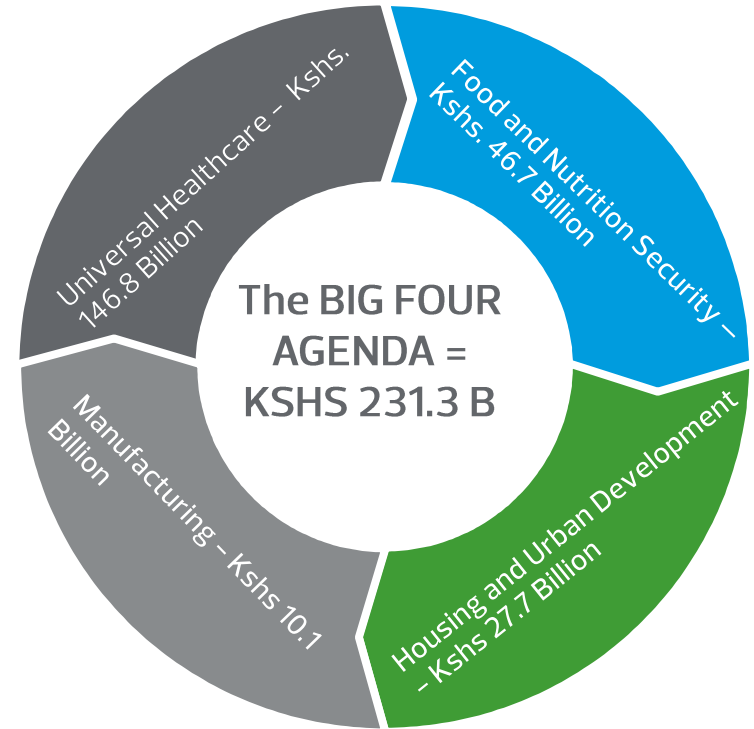 The BIG FOUR
AGENDA =
KSHS 231.3 B
Food and Nutrition Security –
Kshs. 46.7 Billion
Housing and Urban Development
– Kshs 27.7 Billion
Manufacturing – Kshs 10.1
Billion
Universal Healthcare – Kshs.
146.8 Billion